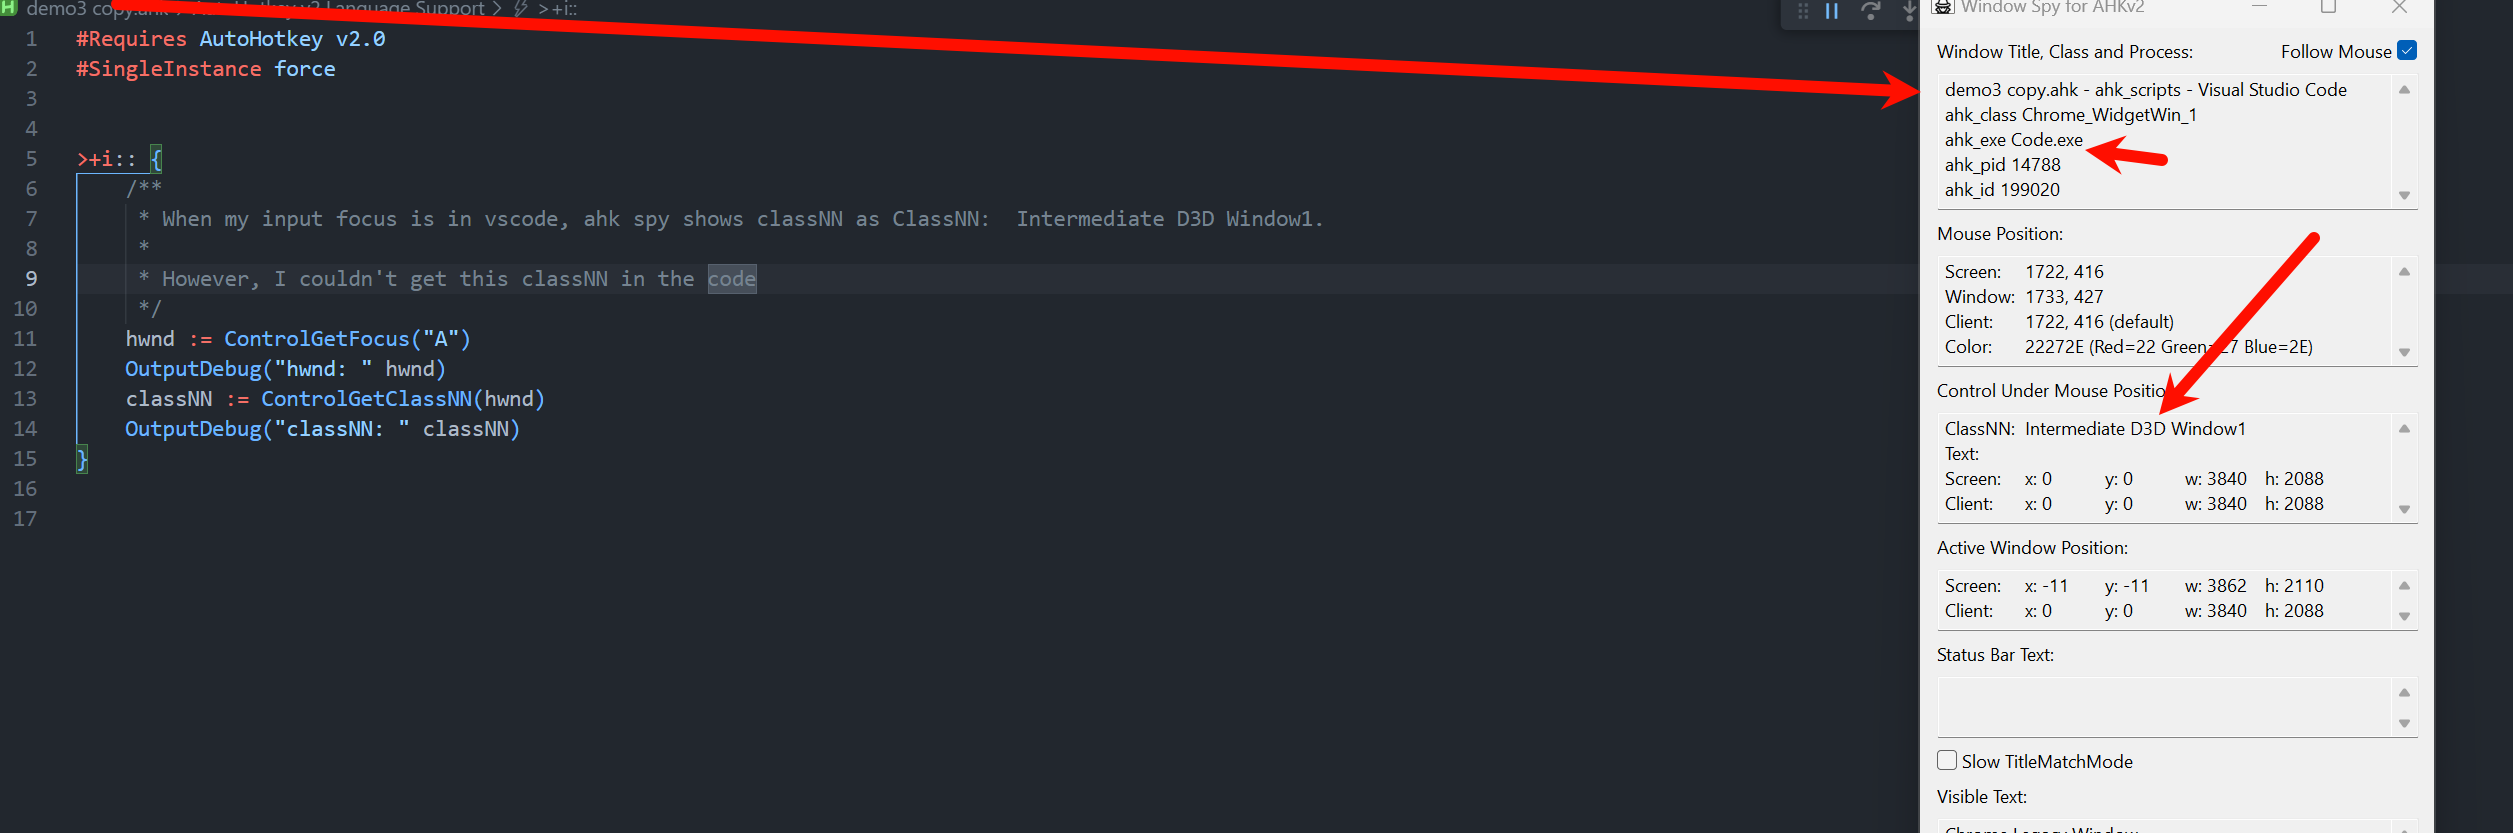 demo3 copy.ahk > AutoHotkey v2 Language Support > >+i::
1 #Requires AutoHotkey v2.0
2 #SingleInstance force
3
4
5 >+i:: {
6 /**
7 * When my input focus is in vscode, ahk spy shows classNN as ClassNN:  Intermediate D3D Window1.
8 *
9 * However, I couldn't get this classNN in the code
10 */
11 hwnd := ControlGetFocus("A")
12 OutputDebug("hwnd: " hwnd)
13 classNN := ControlGetClassNN(hwnd)
14 OutputDebug("classNN: " classNN)
15 }
16
17
Window Spy for AHKv2
Window Title, Class and Process: Follow Mouse
demo3 copy.ahk - ahk_scripts - Visual Studio Code
ahk_class Chrome_WidgetWin_1
ahk_exe Code.exe
ahk_pid 14788
ahk_id 199020
Mouse Position:
Screen: 1722, 416
Window: 1733, 427
Client: 1722, 416 (default)
Color: 22272E (Red=22 Green=27 Blue=2E)
Control Under Mouse Positio
ClassNN: Intermediate D3D Window1
Text:
Screen: x: 0 y: 0 w: 3840 h: 2088
Client: x: 0 y: 0 w: 3840 h: 2088
Active Window Position:
Screen: x: -11 y: -11 w: 3862 h: 2110
Client: x: 0 y: 0 w: 3840 h: 2088
Status Bar Text:
Slow TitleMatchMode
Visible Text:
Chrome Legacy Window